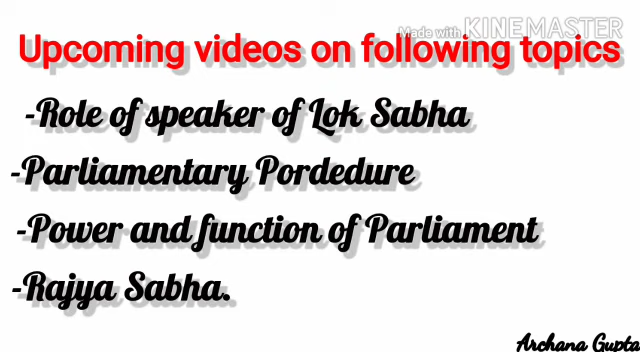 Made with KINEMASTER
Upcoming videos on following topics
-Role of speaker of Lok Sabha
-Parliamentary Pordedure
-Power and function of Parliament
-Rajya Sabha.
Archana Gupta